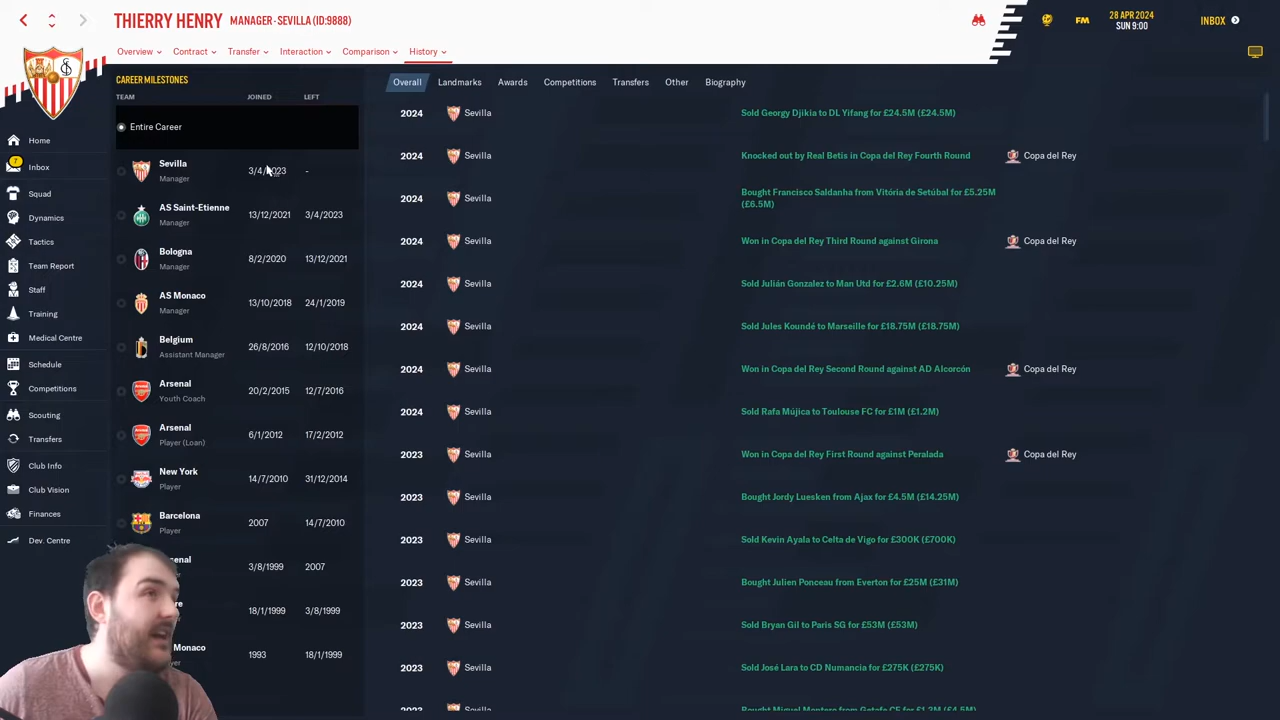 THIERRY HENRY MANAGER - SEVILLA (ID:9888)
FM
28 APR 2024
SUN 9:00
INBOX
Overview Contract Transfer Interaction Comparison History
CAREER MILESTONES
TEAM JOINED LEFT
Entire Career
Sevilla
Manager
3/4/2023 -
AS Saint-Etienne
Manager
13/12/2021 3/4/2023
Bologna
Manager
8/2/2020 13/12/2021
AS Monaco
Manager
13/10/2018 24/1/2019
Belgium
Assistant Manager
26/8/2016 12/10/2018
Arsenal
Youth Coach
20/2/2015 12/7/2016
Arsenal
Player (Loan)
6/1/2012 17/2/2012
New York
Player
14/7/2010 31/12/2014
Barcelona
Player
2007 14/7/2010
3/8/1999 2007
18/1/1999 3/8/1999
Monaco
1993 18/1/1999
7
Home
Inbox
Squad
Dynamics
Tactics
Team Report
Staff
Training
Medical Centre
Schedule
Competitions
Scouting
Transfers
Club Info
Club Vision
Finances
Dev. Centre
Overall Landmarks Awards Competitions Transfers Other Biography
2024 Sevilla Sold Georgy Djikia to DL Yifang for £24.5M (£24.5M)
2024 Sevilla Knocked out by Real Betis in Copa del Rey Fourth Round Copa del Rey
2024 Sevilla Bought Francisco Saldanha from Vitória de Setúbal for £5.25M
(£6.5M)
2024 Sevilla Won in Copa del Rey Third Round against Girona Copa del Rey
2024 Sevilla Sold Julián Gonzalez to Man Utd for £2.6M (£10.25M)
2024 Sevilla Sold Jules Koundé to Marseille for £18.75M (£18.75M)
2024 Sevilla Won in Copa del Rey Second Round against AD Alcorcón Copa del Rey
2024 Sevilla Sold Rafa Mújica to Toulouse FC for £1M (£1.2M)
2023 Sevilla Won in Copa del Rey First Round against Peralada Copa del Rey
2023 Sevilla Bought Jordy Luesken from Ajax for £4.5M (£14.25M)
2023 Sevilla Sold Kevin Ayala to Celta de Vigo for £300K (£700K)
2023 Sevilla Bought Julien Ponceau from Everton for £25M (£31M)
2023 Sevilla Sold Bryan Gil to Paris SG for £53M (£53M)
2023 Sevilla Sold José Lara to CD Numancia for £275K (£275K)
2023 Sevilla Bought Miguel Montero from Getafe CF for £1.3M (£4.5M)